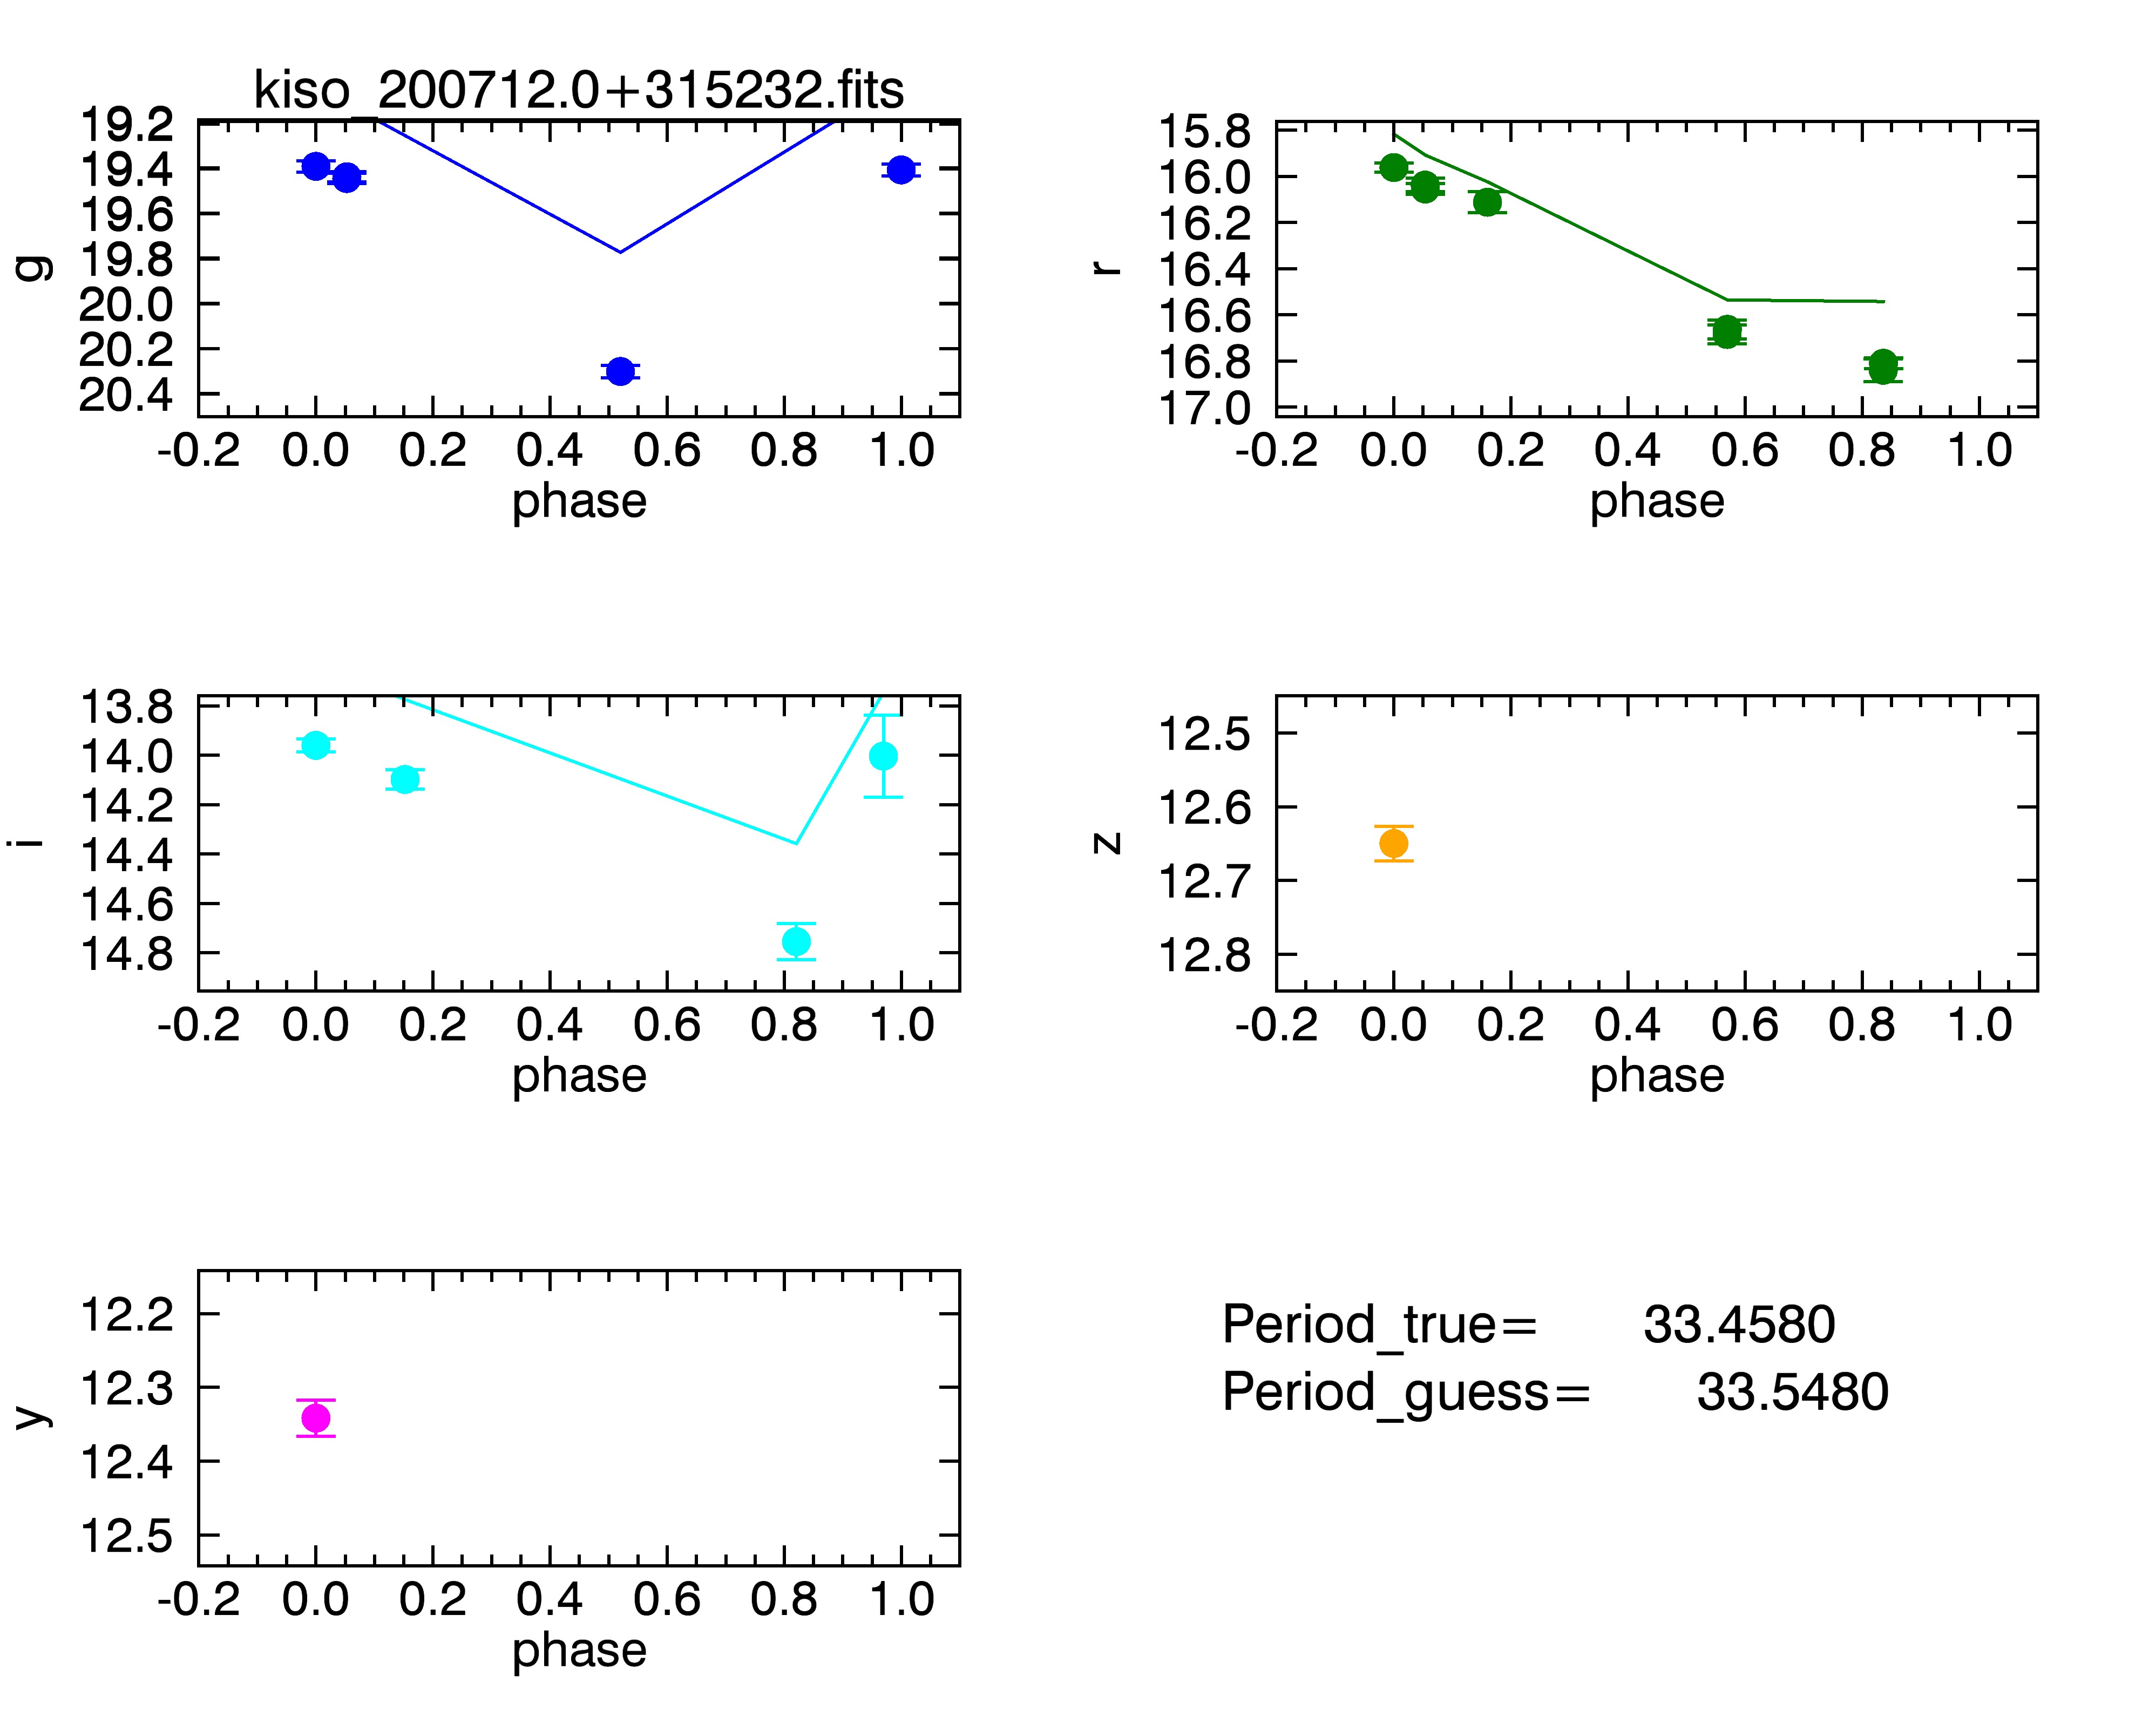 kiso_200712.0+315232.fits
19.2
19.4
19.6
19.8
20.0
20.2
20.4
g
-0.2 0.0 0.2 0.4 0.6 0.8 1.0
phase
15.8
16.0
16.2
16.4
16.6
16.8
17.0
r
-0.2 0.0 0.2 0.4 0.6 0.8 1.0
phase
13.8
14.0
14.2
14.4
14.6
14.8
i
-0.2 0.0 0.2 0.4 0.6 0.8 1.0
phase
12.5
12.6
12.7
12.8
z
-0.2 0.0 0.2 0.4 0.6 0.8 1.0
phase
12.2
12.3
12.4
12.5
y
-0.2 0.0 0.2 0.4 0.6 0.8 1.0
phase
Period_true= 33.4580
Period_guess= 33.5480